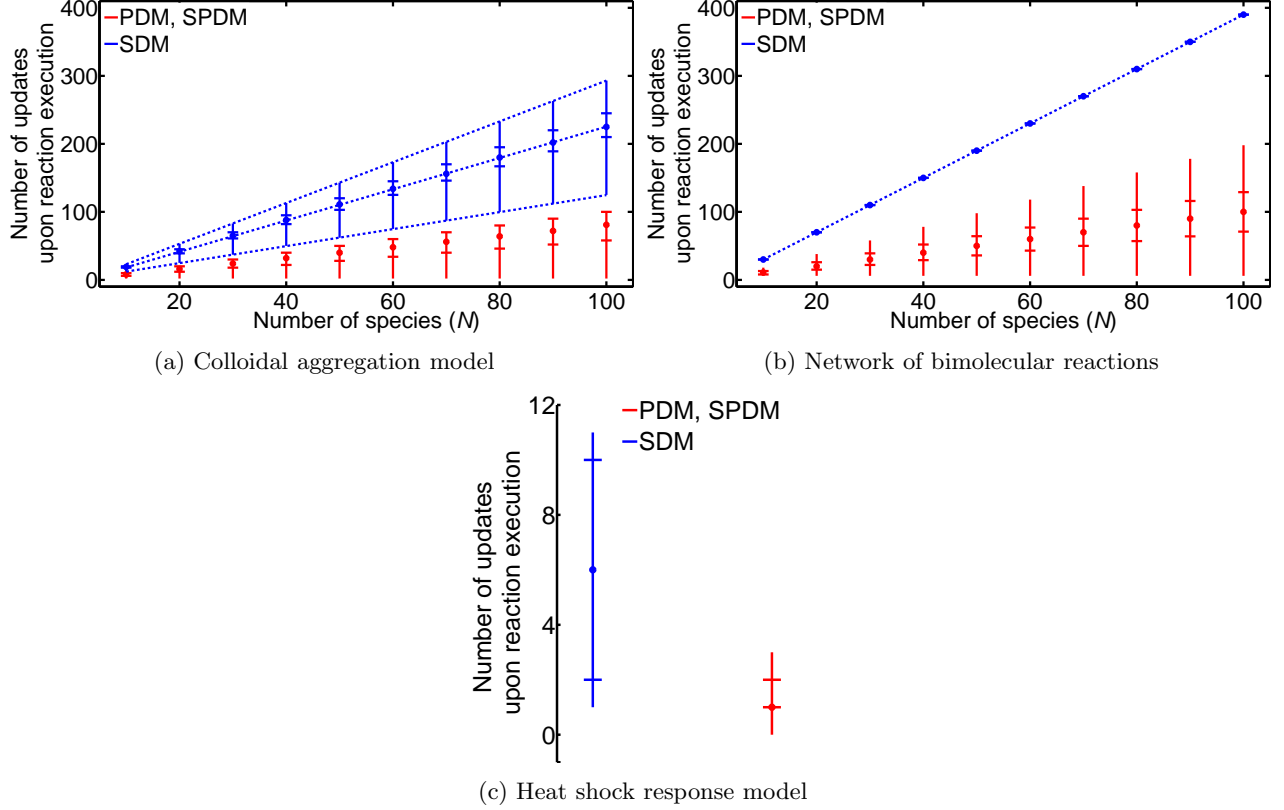 PDM, SPDM
SDM
Number of updates
upon reaction execution
400
300
200
100
0
20
40
60
80
100
Number of species (N)
(a) Colloidal aggregation model
PDM, SPDM
SDM
Number of updates
upon reaction execution
400
300
200
100
0
20
40
60
80
100
Number of species (N)
(b) Network of bimolecular reactions
PDM, SPDM
SDM
Number of updates
upon reaction execution
12
8
4
0
(c) Heat shock response model